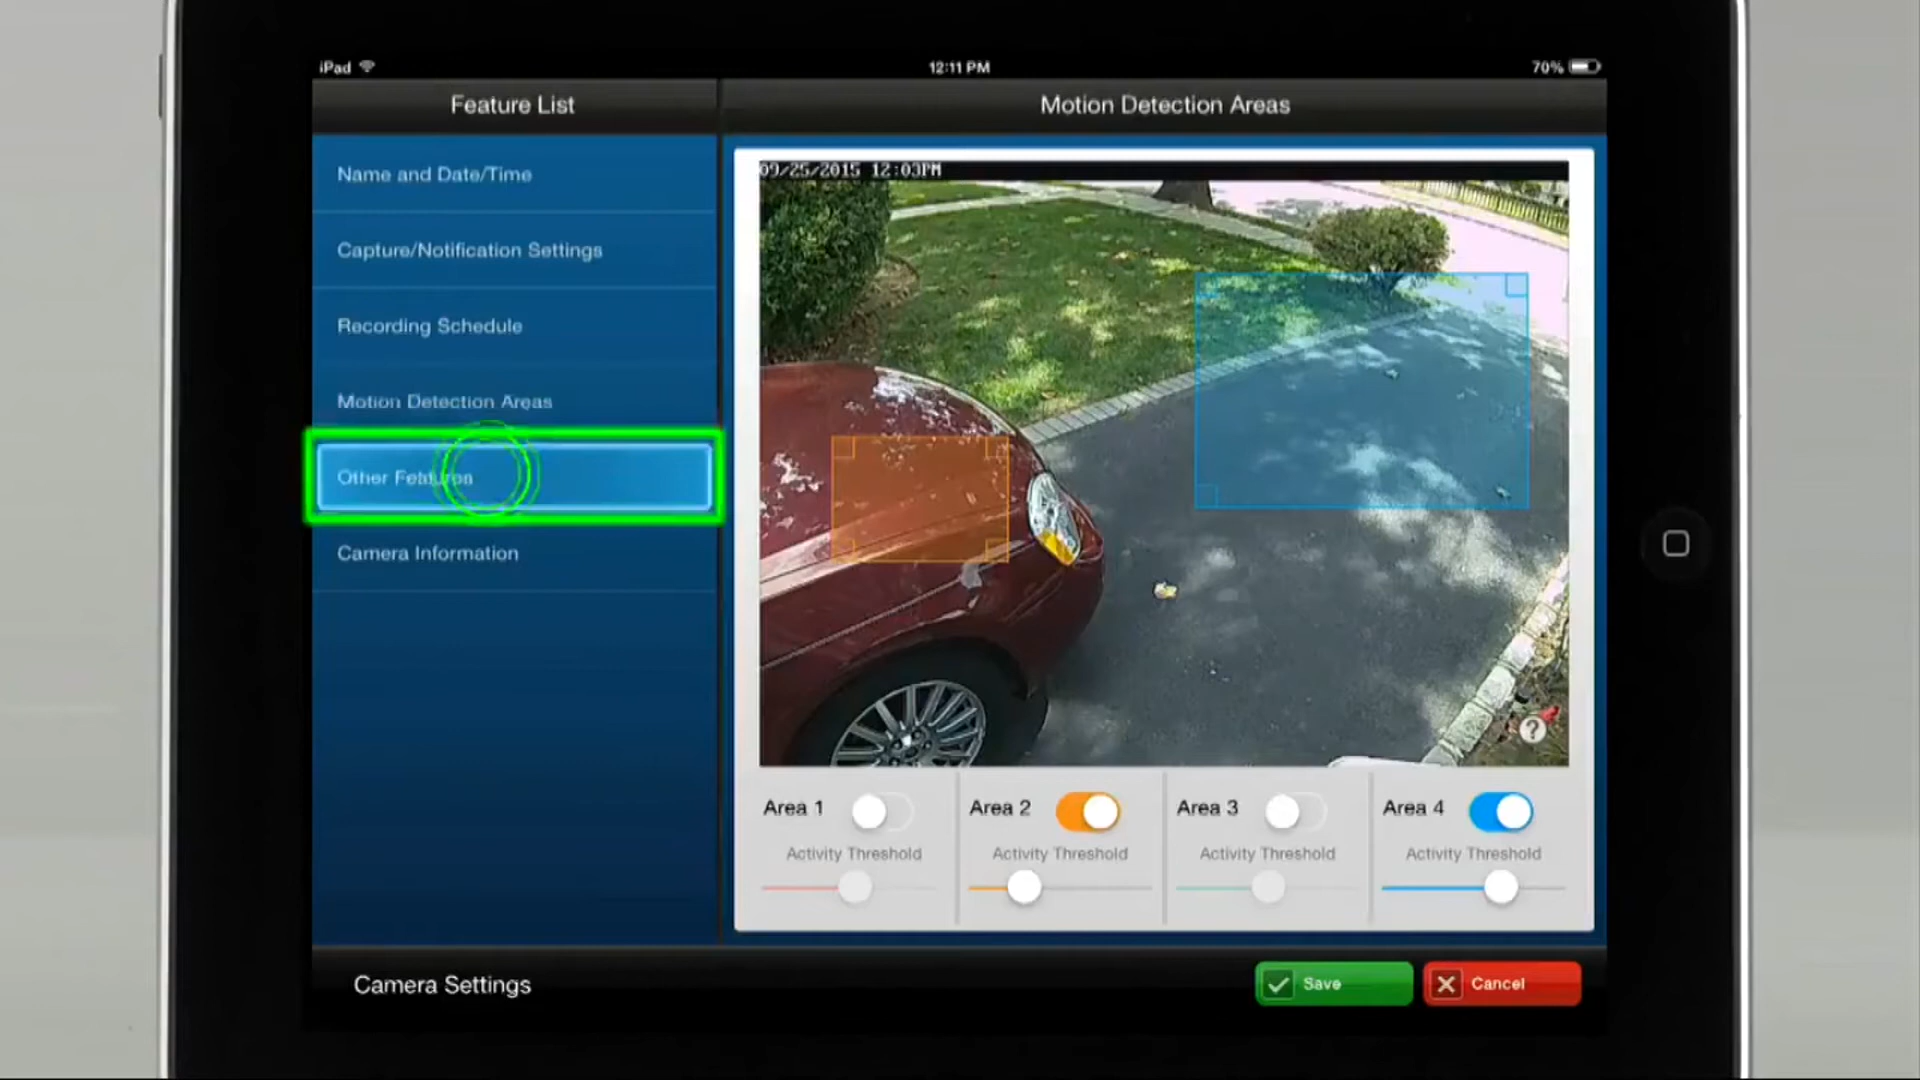 iPad
12:11 PM
70%
Feature List
Motion Detection Areas
Name and Date/Time
Capture/Notification Settings
Recording Schedule
Motion Detection Areas
Other Features
Camera Information
09/25/2015 12:03PM
?
Area 1
Area 2
Area 3
Area 4
Activity Threshold
Activity Threshold
Activity Threshold
Activity Threshold
Camera Settings
Save
Cancel